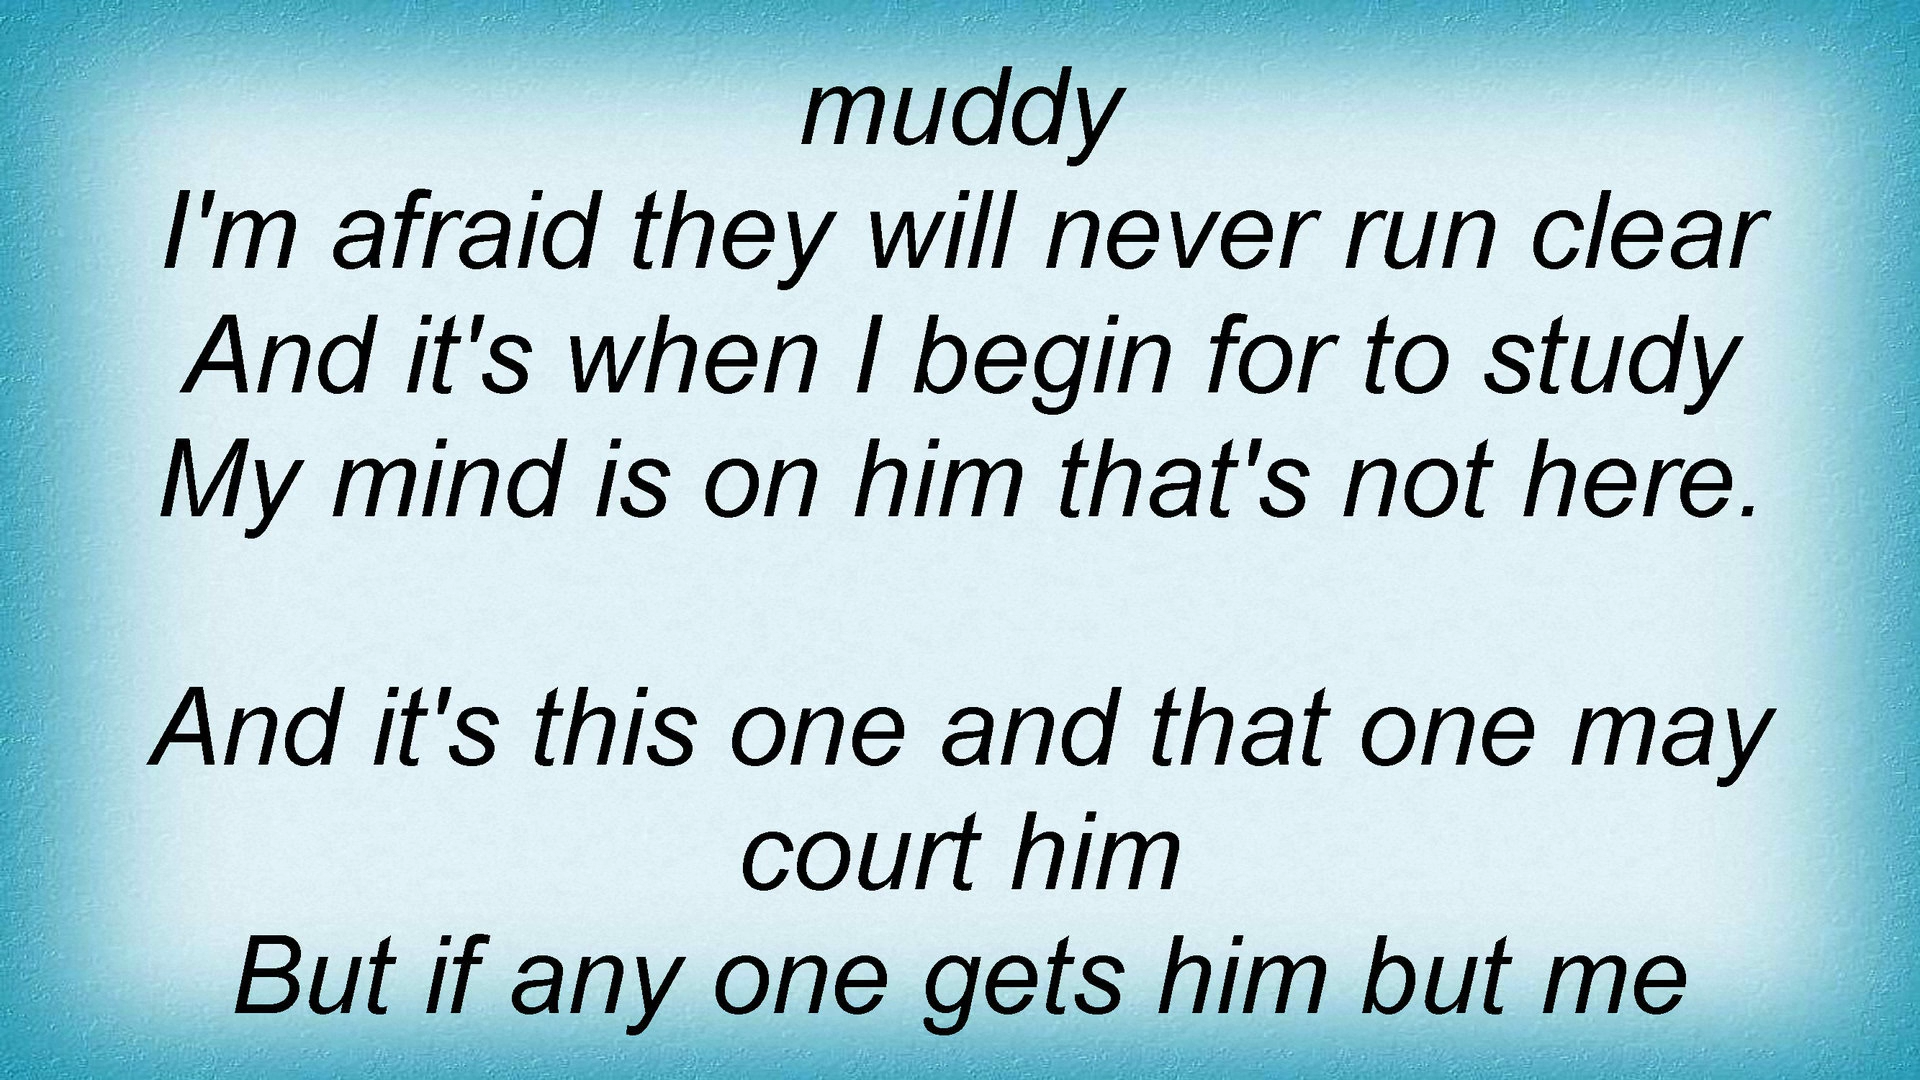 muddy
I'm afraid they will never run clear
And it's when I begin for to study
My mind is on him that's not here.
And it's this one and that one may
court him
But if any one gets him but me